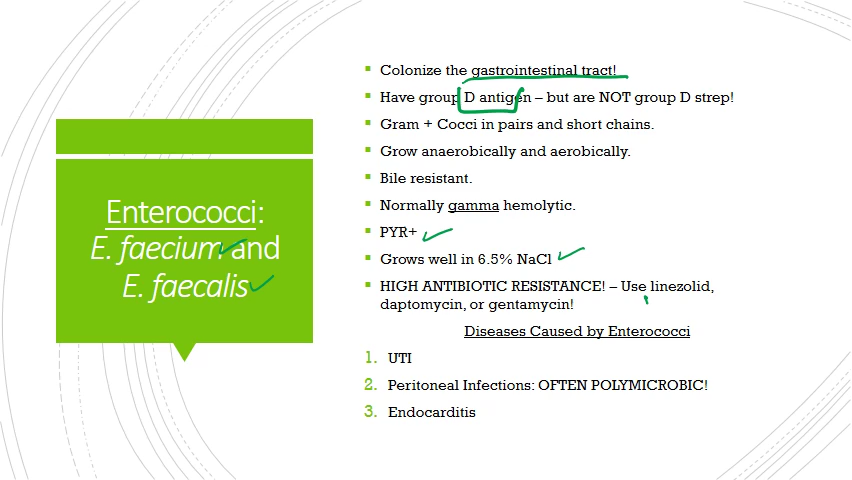 Enterococci:
E. faecium and
E. faecalis
Colonize the gastrointestinal tract!
Have group D antigen – but are NOT group D strep!
Gram + Cocci in pairs and short chains.
Grow anaerobically and aerobically.
Bile resistant.
Normally gamma hemolytic.
PYR+
Grows well in 6.5% NaCl
HIGH ANTIBIOTIC RESISTANCE! – Use linezolid,
daptomycin, or gentamycin!
Diseases Caused by Enterococci
1. UTI
2. Peritoneal Infections: OFTEN POLYMICROBIC!
3. Endocarditis